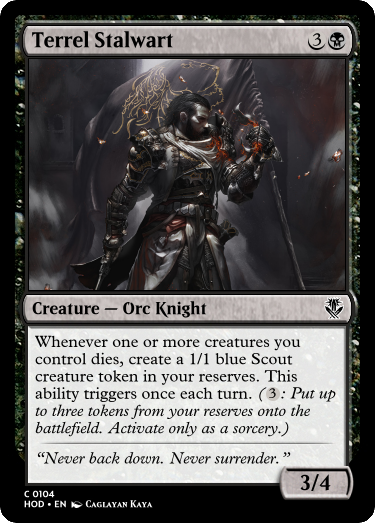 Terrel Stalwart 3
Creature — Orc Knight
Whenever one or more creatures you
control dies, create a 1/1 blue Scout
creature token in your reserves. This
ability triggers once each turn. (3: Put up
to three tokens from your reserves onto the
battlefield. Activate only as a sorcery.)
“Never back down. Never surrender.”
3/4
C 0104
HOD • EN Caglayan Kaya